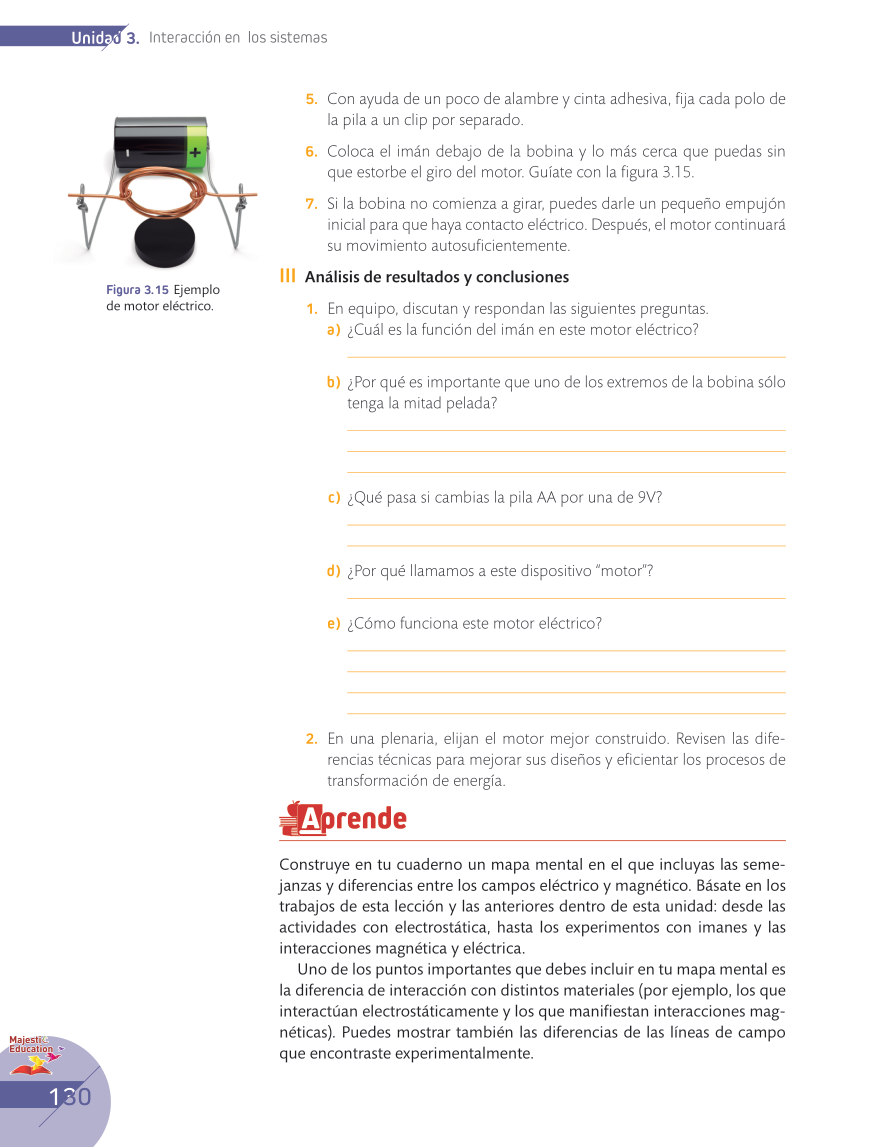 Unidad 3. Interacción en los sistemas
- +
Figura 3.15 Ejemplo
de motor eléctrico.
5. Con ayuda de un poco de alambre y cinta adhesiva, fija cada polo de
la pila a un clip por separado.
6. Coloca el imán debajo de la bobina y lo más cerca que puedas sin
que estorbe el giro del motor. Guíate con la figura 3.15.
7. Si la bobina no comienza a girar, puedes darle un pequeño empujón
inicial para que haya contacto eléctrico. Después, el motor continuará
su movimiento autosuficientemente.
III Análisis de resultados y conclusiones
1. En equipo, discutan y respondan las siguientes preguntas.
a) ¿Cuál es la función del imán en este motor eléctrico?
b) ¿Por qué es importante que uno de los extremos de la bobina sólo
tenga la mitad pelada?
c) ¿Qué pasa si cambias la pila AA por una de 9V?
d) ¿Por qué llamamos a este dispositivo “motor”?
e) ¿Cómo funciona este motor eléctrico?
2. En una plenaria, elijan el motor mejor construido. Revisen las dife-
rencias técnicas para mejorar sus diseños y eficientar los procesos de
transformación de energía.
Aprende
Construye en tu cuaderno un mapa mental en el que incluyas las seme-
janzas y diferencias entre los campos eléctrico y magnético. Básate en los
trabajos de esta lección y las anteriores dentro de esta unidad: desde las
actividades con electrostática, hasta los experimentos con imanes y las
interacciones magnética y eléctrica.
Uno de los puntos importantes que debes incluir en tu mapa mental es
la diferencia de interacción con distintos materiales (por ejemplo, los que
interactúan electrostáticamente y los que manifiestan interacciones mag-
néticas). Puedes mostrar también las diferencias de las líneas de campo
que encontraste experimentalmente.
Majestic
Education
130